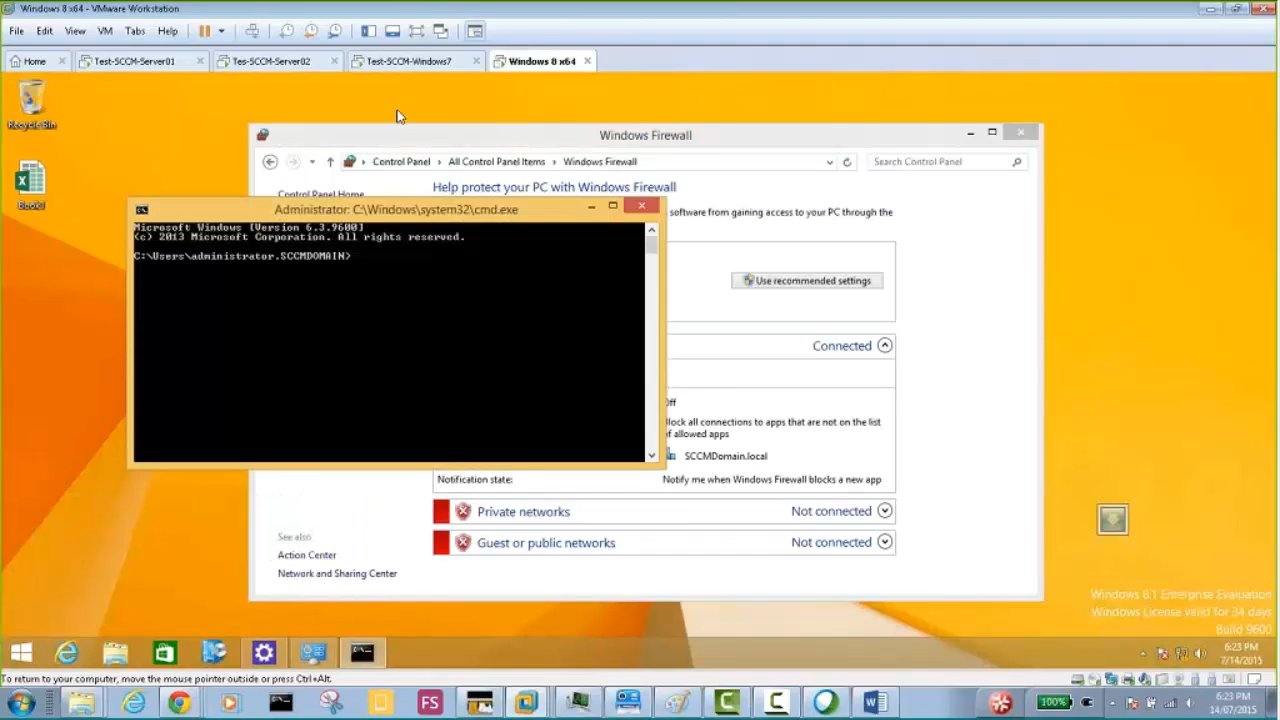 Windows 8 x64 - VMware Workstation
File Edit View VM Tabs Help
Home Test-SCCM-Server01 Tes-SCCM-Server02 Test-SCCM-Windows7 Windows 8 x64
Recycle Bin
Book1
Windows Firewall
Control Panel All Control Panel Items Windows Firewall
Search Control Panel
Control Panel Home
Help protect your PC with Windows Firewall
software from gaining access to your PC through the
Administrator: C:\Windows\system32\cmd.exe
Microsoft Windows [Version 6.3.9600]
(c) 2013 Microsoft Corporation. All rights reserved.
C:\Users\administrator.SCCMDOMAIN>
Use recommended settings
Connected
Off
lock all connections to apps that are not on the list
f allowed apps
SCCMDomain.local
Notification state:
Notify me when Windows Firewall blocks a new app
Private networks
Not connected
Guest or public networks
Not connected
See also
Action Center
Network and Sharing Center
Windows 8.1 Enterprise Evaluation
Windows License valid for 34 days
Build 9600
6:23 PM
7/14/2015
To return to your computer, move the mouse pointer outside or press Ctrl+Alt.
FS
100%
6:23 PM
14/07/2015